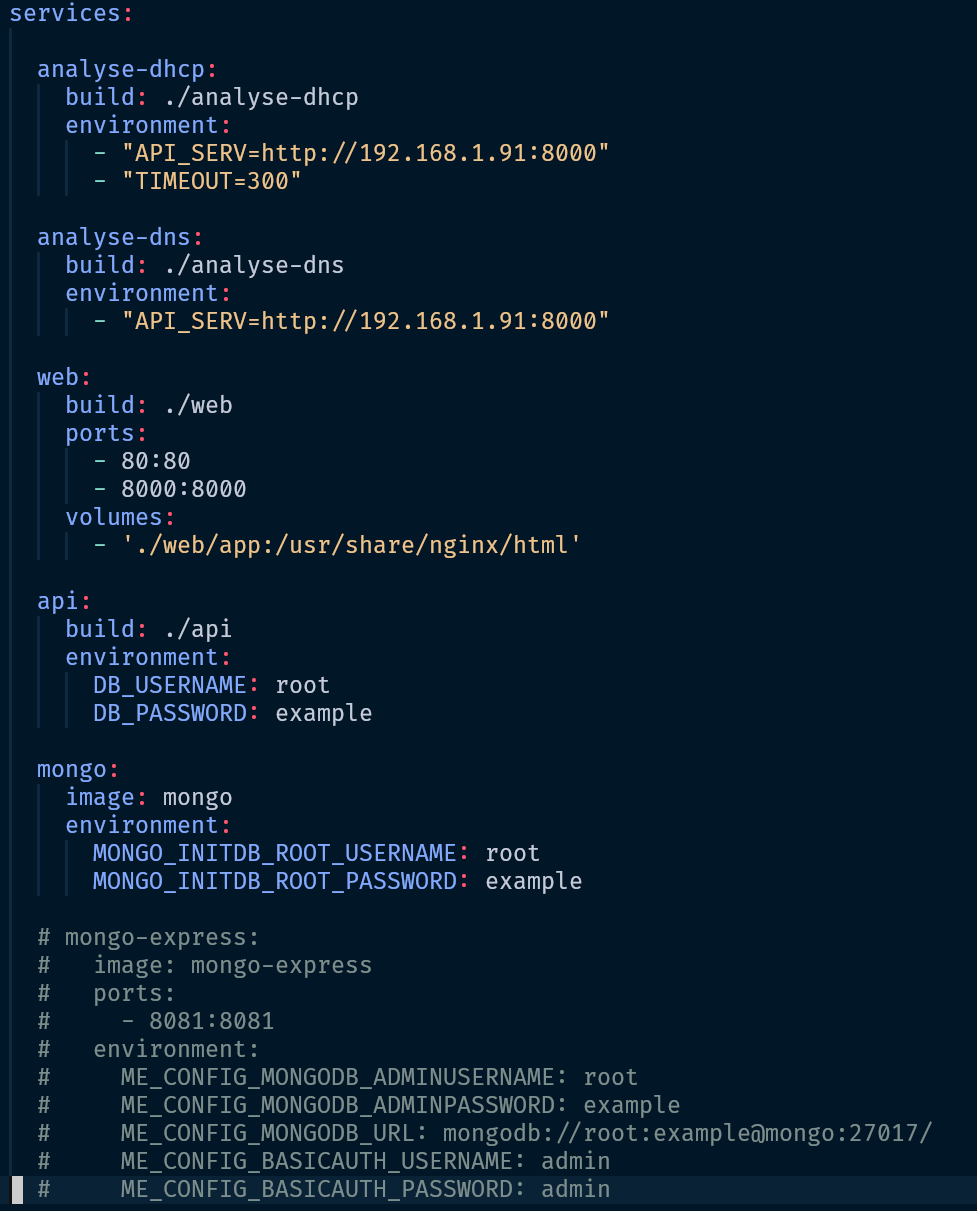 services:
  analyse-dhcp:
    build: ./analyse-dhcp
    environment:
      - "API_SERV=http://192.168.1.91:8000"
      - "TIMEOUT=300"
  analyse-dns:
    build: ./analyse-dns
    environment:
      - "API_SERV=http://192.168.1.91:8000"
  web:
    build: ./web
    ports:
      - 80:80
      - 8000:8000
    volumes:
      - './web/app:/usr/share/nginx/html'
  api:
    build: ./api
    environment:
      DB_USERNAME: root
      DB_PASSWORD: example
  mongo:
    image: mongo
    environment:
      MONGO_INITDB_ROOT_USERNAME: root
      MONGO_INITDB_ROOT_PASSWORD: example
  # mongo-express:
  #   image: mongo-express
  #   ports:
  #     - 8081:8081
  #   environment:
  #     ME_CONFIG_MONGODB_ADMINUSERNAME: root
  #     ME_CONFIG_MONGODB_ADMINPASSWORD: example
  #     ME_CONFIG_MONGODB_URL: mongodb://root:example@mongo:27017/
  #     ME_CONFIG_BASICAUTH_USERNAME: admin
  #     ME_CONFIG_BASICAUTH_PASSWORD: admin